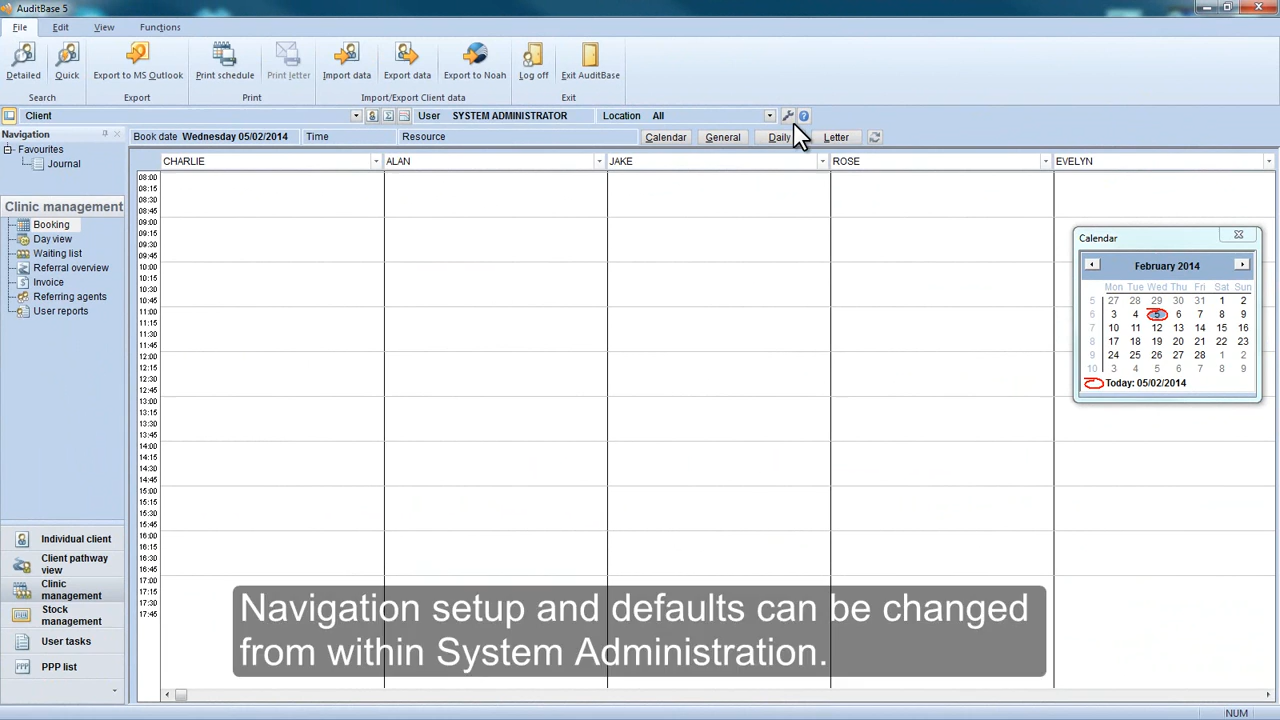 AuditBase 5
File Edit View Functions
Detailed Quick Export to MS Outlook Print schedule Print letter Import data Export data Export to Noah Log off Exit AuditBase
Search Export Print Import/Export Client data Exit
Client User SYSTEM ADMINISTRATOR Location All
Navigation
Book date Wednesday 05/02/2014 Time Resource Calendar General Daily Letter
Favourites
Journal
Clinic management
Booking
Day view
Waiting list
Referral overview
Invoice
Referring agents
User reports
Individual client
Client pathway
view
Clinic
management
Stock
management
User tasks
PPP list
CHARLIE ALAN JAKE ROSE EVELYN
08:00
08:15
08:30
08:45
09:00
09:15
09:30
09:45
10:00
10:15
10:30
10:45
11:00
11:15
11:30
11:45
12:00
12:15
12:30
12:45
13:00
13:15
13:30
13:45
14:00
14:15
14:30
14:45
15:00
15:15
15:30
15:45
16:00
16:15
16:30
16:45
17:00
17:15
17:30
17:45
Calendar
February 2014
Mon Tue Wed Thu Fri Sat Sun
5 27 28 29 30 31 1 2
6 3 4 5 6 7 8 9
7 10 11 12 13 14 15 16
8 17 18 19 20 21 22 23
9 24 25 26 27 28 1 2
10 3 4 5 6 7 8 9
Today: 05/02/2014
Navigation setup and defaults can be changed
from within System Administration.
NUM